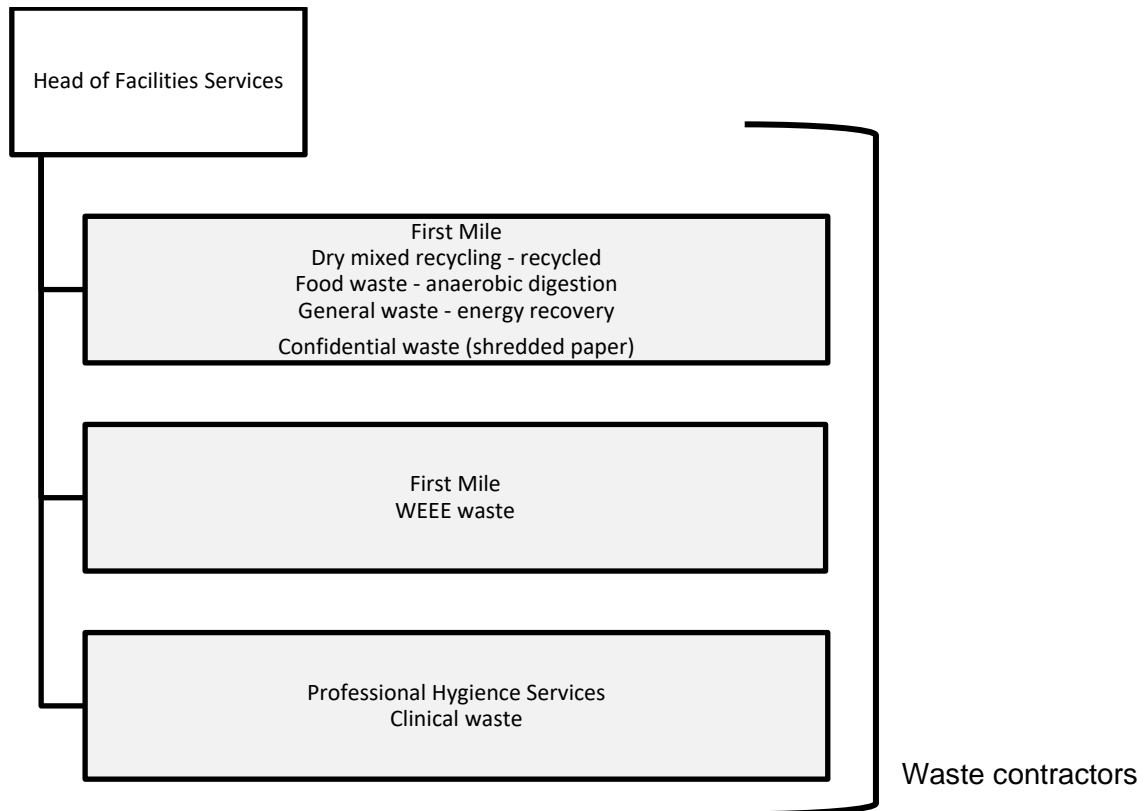 Head of Facilities Services
First Mile
Dry mixed recycling - recycled
Food waste - anaerobic digestion
General waste - energy recovery
Confidential waste (shredded paper)
First Mile
WEEE waste
Professional Hygience Services
Clinical waste
Waste contractors